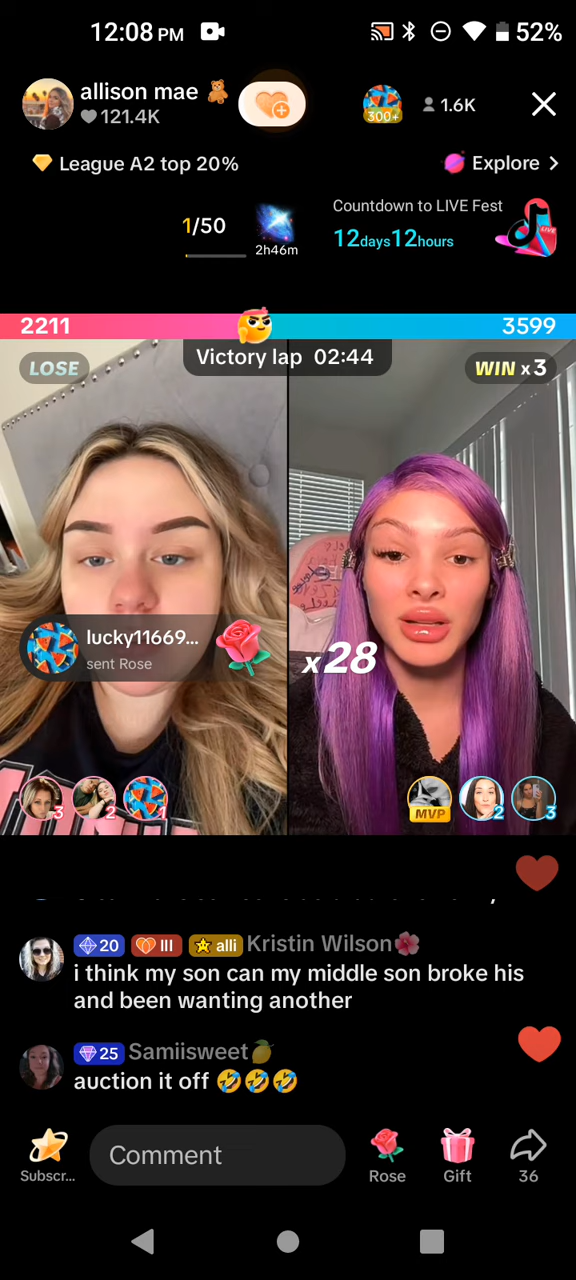 12:08 PM
52%
allison mae 🧸
121.4K
300+
1.6K
League A2 top 20%
Explore >
1/50
2h46m
Countdown to LIVE Fest
12days12hours
LIVE
2211
3599
Victory lap 02:44
LOSE
WIN x3
lucky11669...
sent Rose
x28
3
2
1
MVP
2
3
20 III alli Kristin Wilson🌺
i think my son can my middle son broke his
and been wanting another
25 Samiisweet🍋
auction it off 🤣🤣🤣
Subscr...
Comment
Rose
Gift
36